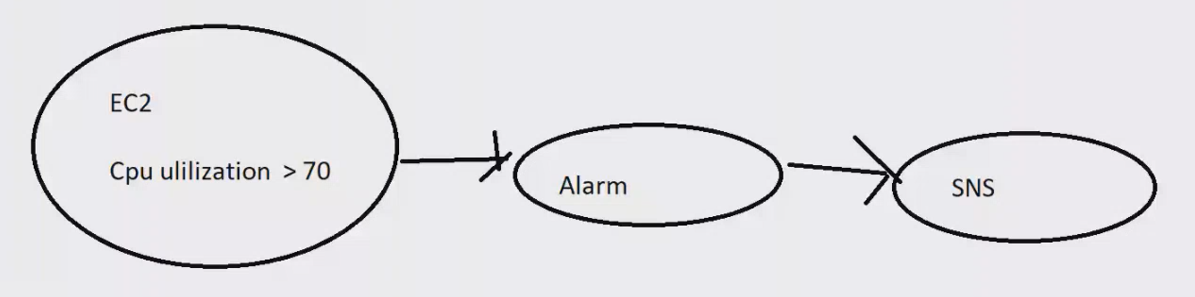 EC2
Cpu ulilization > 70
Alarm
SNS